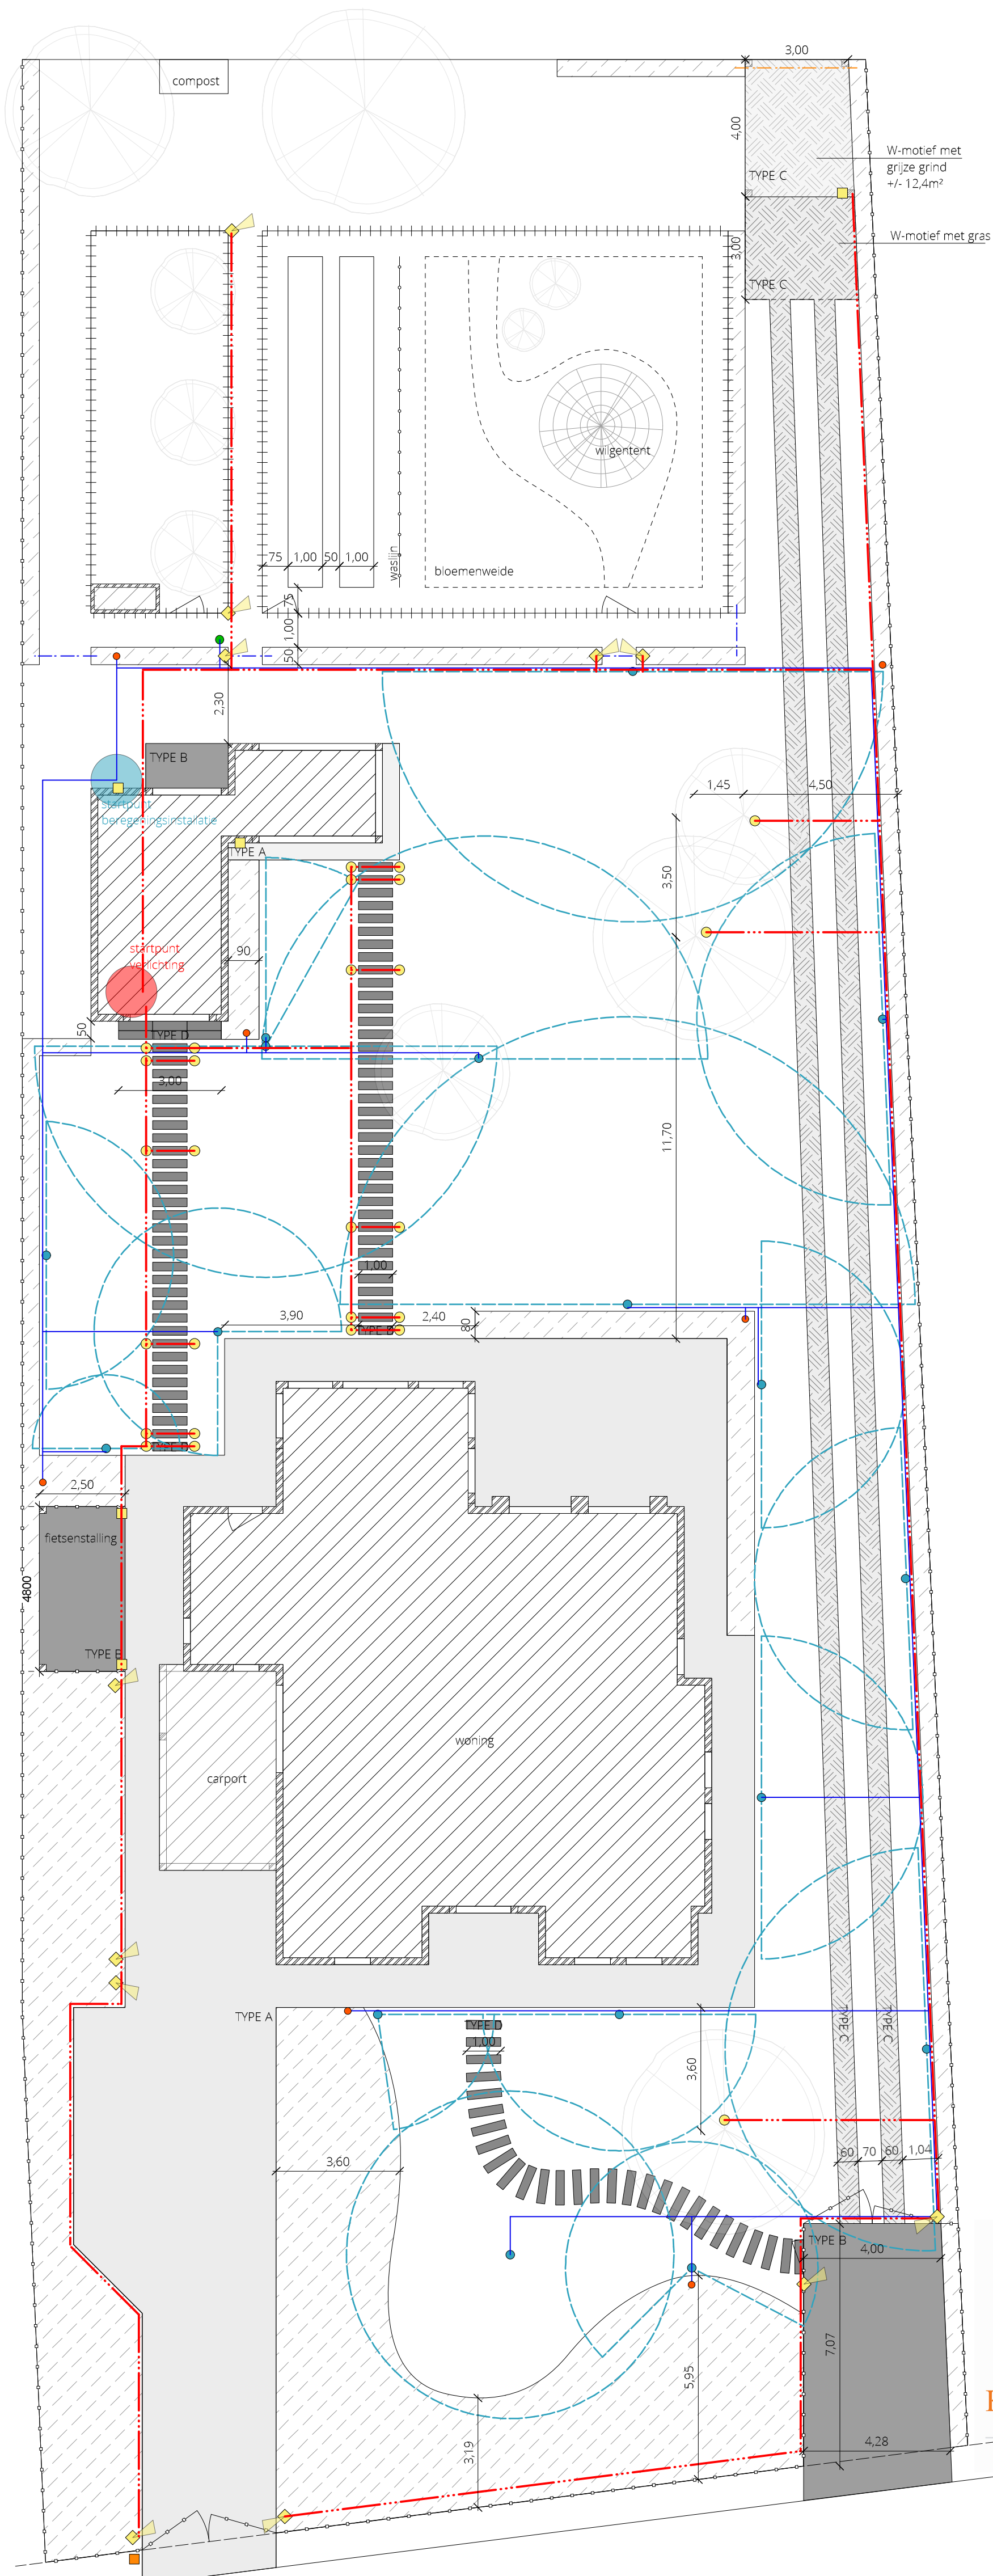 3,00
compost
4,00
W-motief met
grijze grind
+/- 12,4m²
TYPE C
W-motief met gras
3,00
TYPE C
wilgentent
75 1,00 50 1,00
waslijn
bloemenweide
75
1,00
50
2,30
TYPE B
startpunt
beregeningsinstallatie
1,45
4,50
TYPE A
3,50
90
startpunt
verlichting
50
TYPE D
3,00
11,70
1,00
3,90
TYPE D
2,40
80
TYPE D
2,50
fietsenstalling
4800
TYPE E
woning
carport
TYPE A
TYPE C
TYPE C
TYPE D
1,00
3,60
3,60
60 70 60 1,04
TYPE B
4,00
7,07
5,95
3,19
4,28